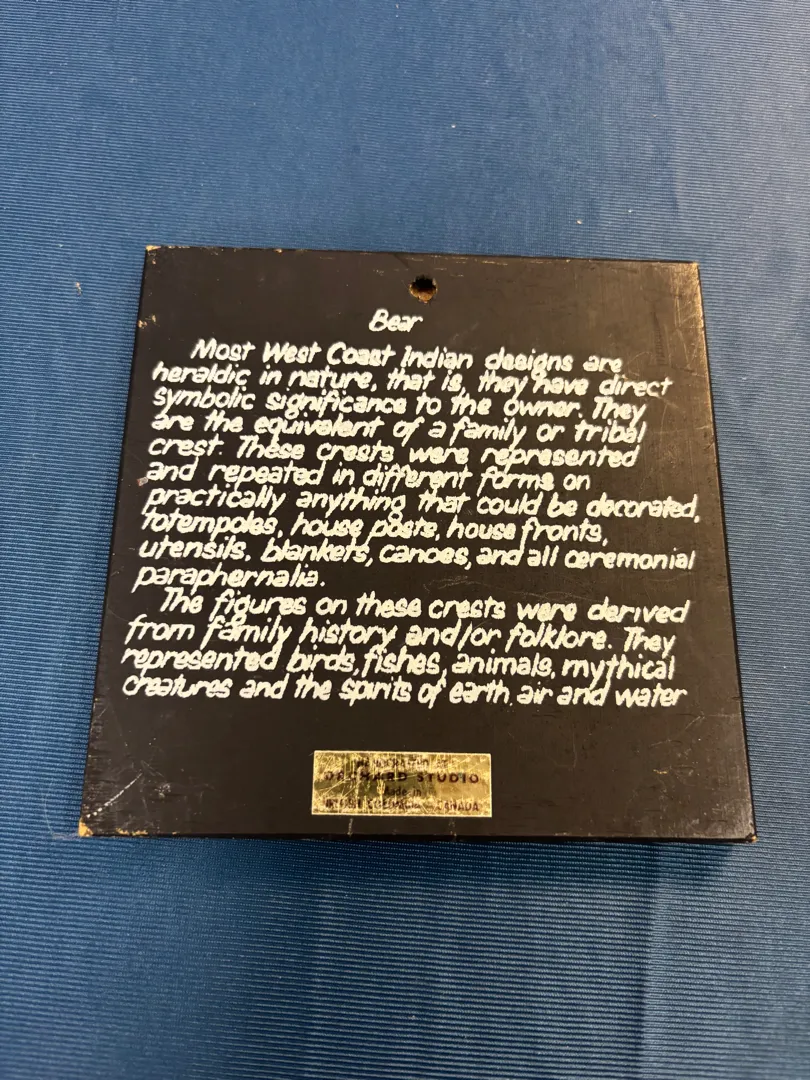 Bear
Most West Coast Indian designs are
heraldic in nature, that is, they have direct
symbolic significance to the owner. They
are the equivalent of a family or tribal
crest. These crests were represented
and repeated in different forms on
practically anything that could be decorated,
totempoles, house posts, house fronts,
utensils, blankets, canoes, and all ceremonial
paraphernalia.
The figures on these crests were derived
from family history and/or folklore. They
represented birds, fishes, animals, mythical
creatures and the spirits of earth, air and water
ORCHARD STUDIO
Made in
BRITISH COLUMBIA CANADA